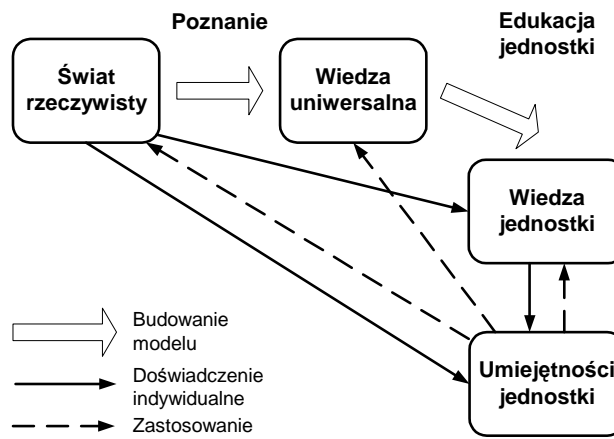 Poznanie
Edukacja
jednostki
Świat
rzeczywisty
Wiedza
uniwersalna
Wiedza
jednostki
Umiejętności
jednostki
Budowanie
modelu
Doświadczenie
indywidualne
Zastosowanie